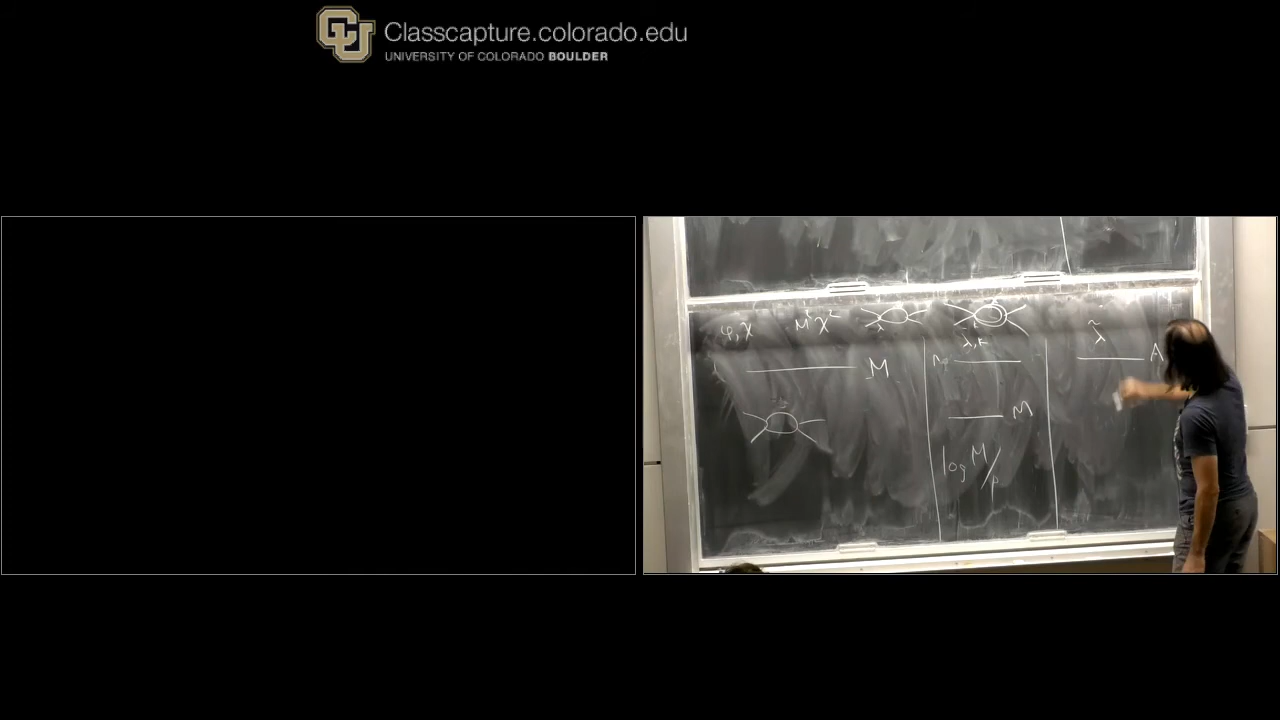 Classcapture.colorado.edu
UNIVERSITY OF COLORADO BOULDER
φ, χ M²χ² λ
λ̃
M
M
log M/p